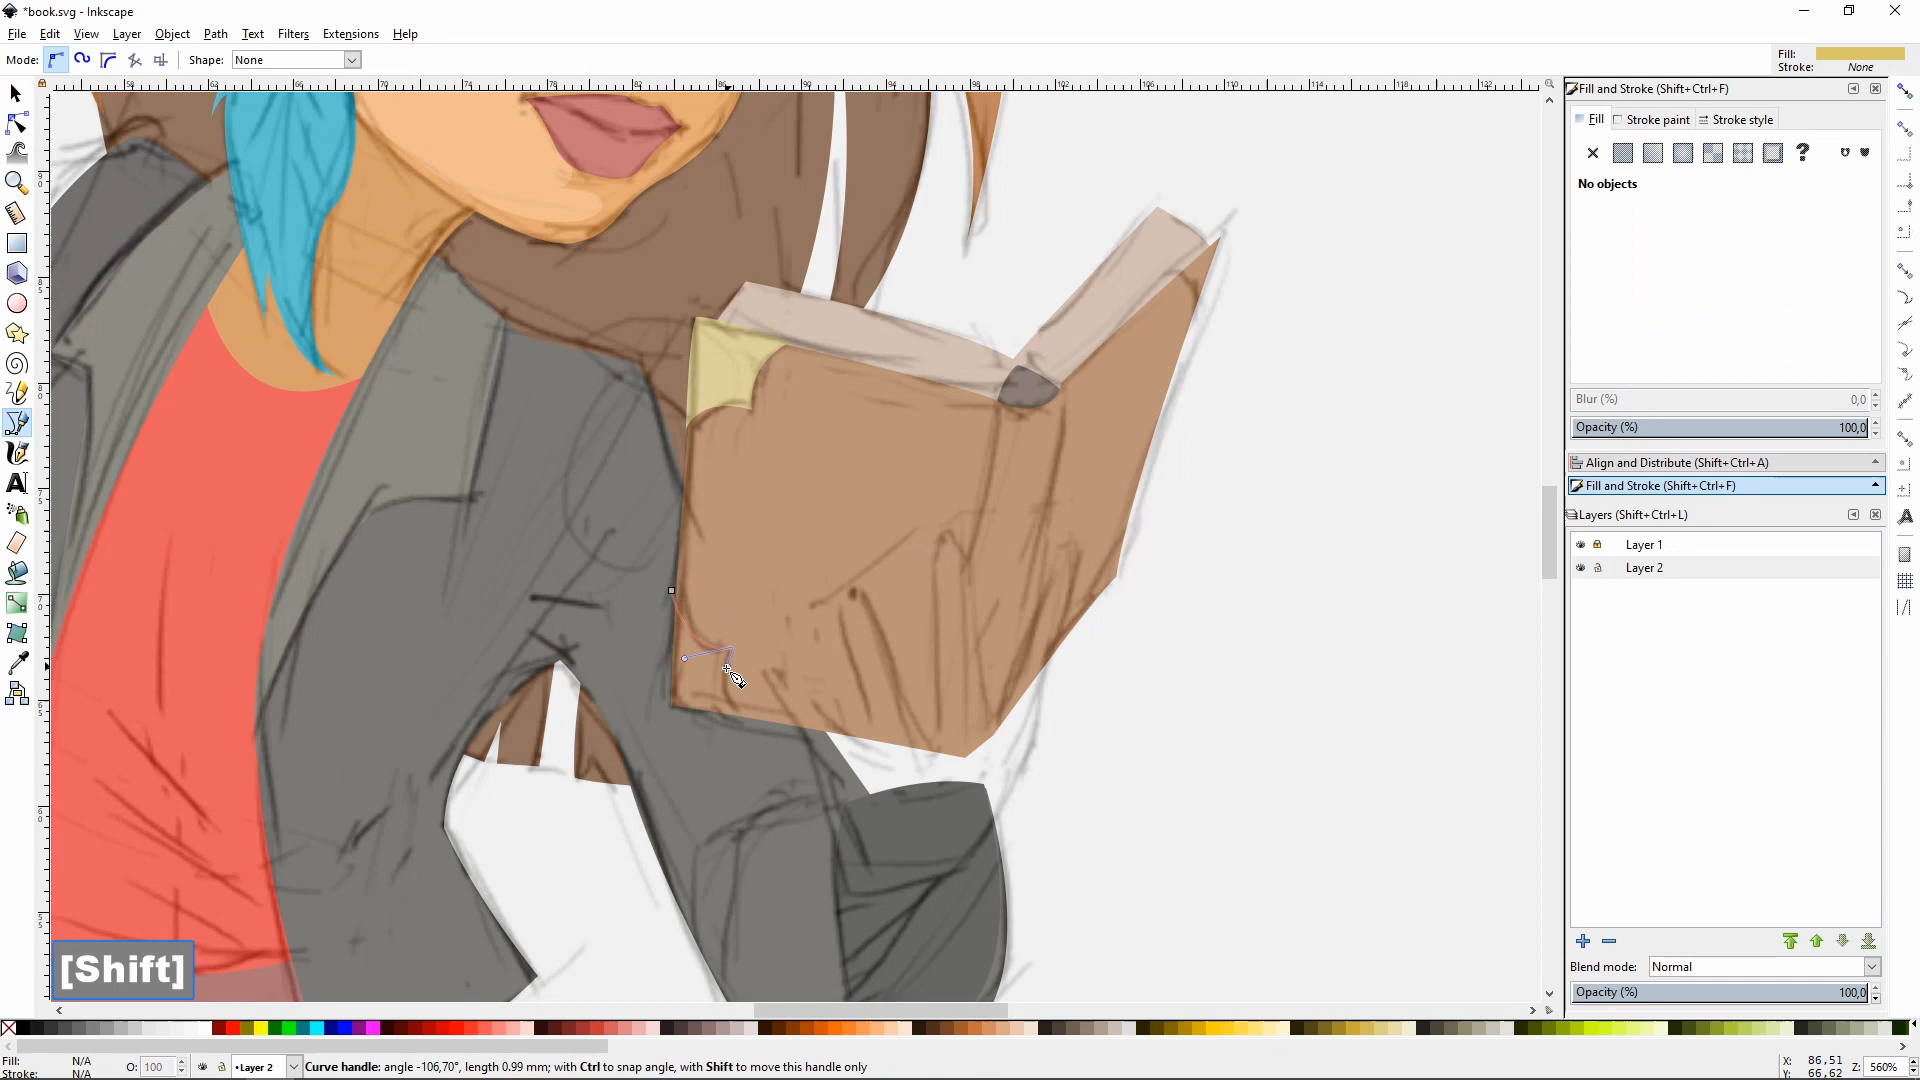 *book.svg - Inkscape
File Edit View Layer Object Path Text Filters Extensions Help
Mode: Shape: None
Fill:
Stroke: None
Fill and Stroke (Shift+Ctrl+F)
Fill Stroke paint Stroke style
No objects
Blur (%) 0,0
Opacity (%) 100,0
Align and Distribute (Shift+Ctrl+A)
Fill and Stroke (Shift+Ctrl+F)
Layers (Shift+Ctrl+L)
Layer 1
Layer 2
[Shift]
Blend mode: Normal
Opacity (%) 100,0
Fill: N/A
Stroke: N/A
O: 100
•Layer 2
Curve handle: angle -106,70°, length 0.99 mm; with Ctrl to snap angle, with Shift to move this handle only
X: 86,51
Y: 66,62
Z: 560%